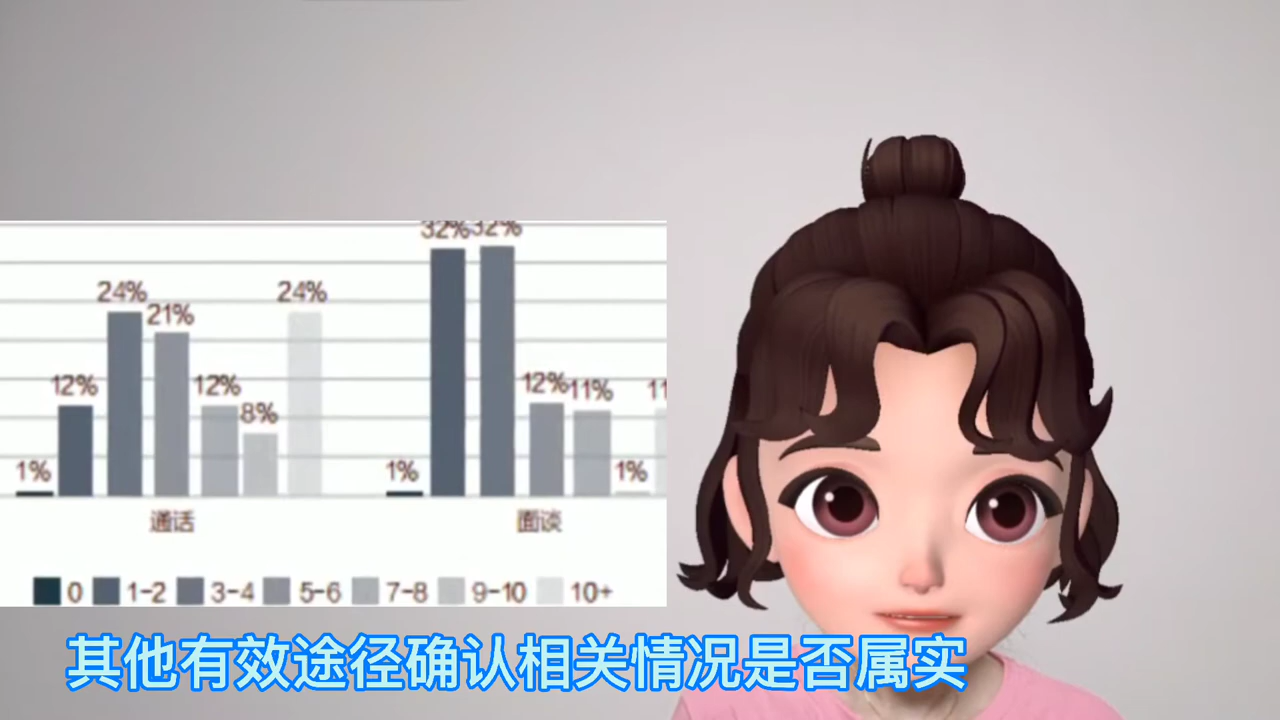 32% 32%
24% 24%
21%
12% 12% 12% 11% 11
8%
1% 1% 1%
通话 面谈
0 1-2 3-4 5-6 7-8 9-10 10+
其他有效途径确认相关情况是否属实